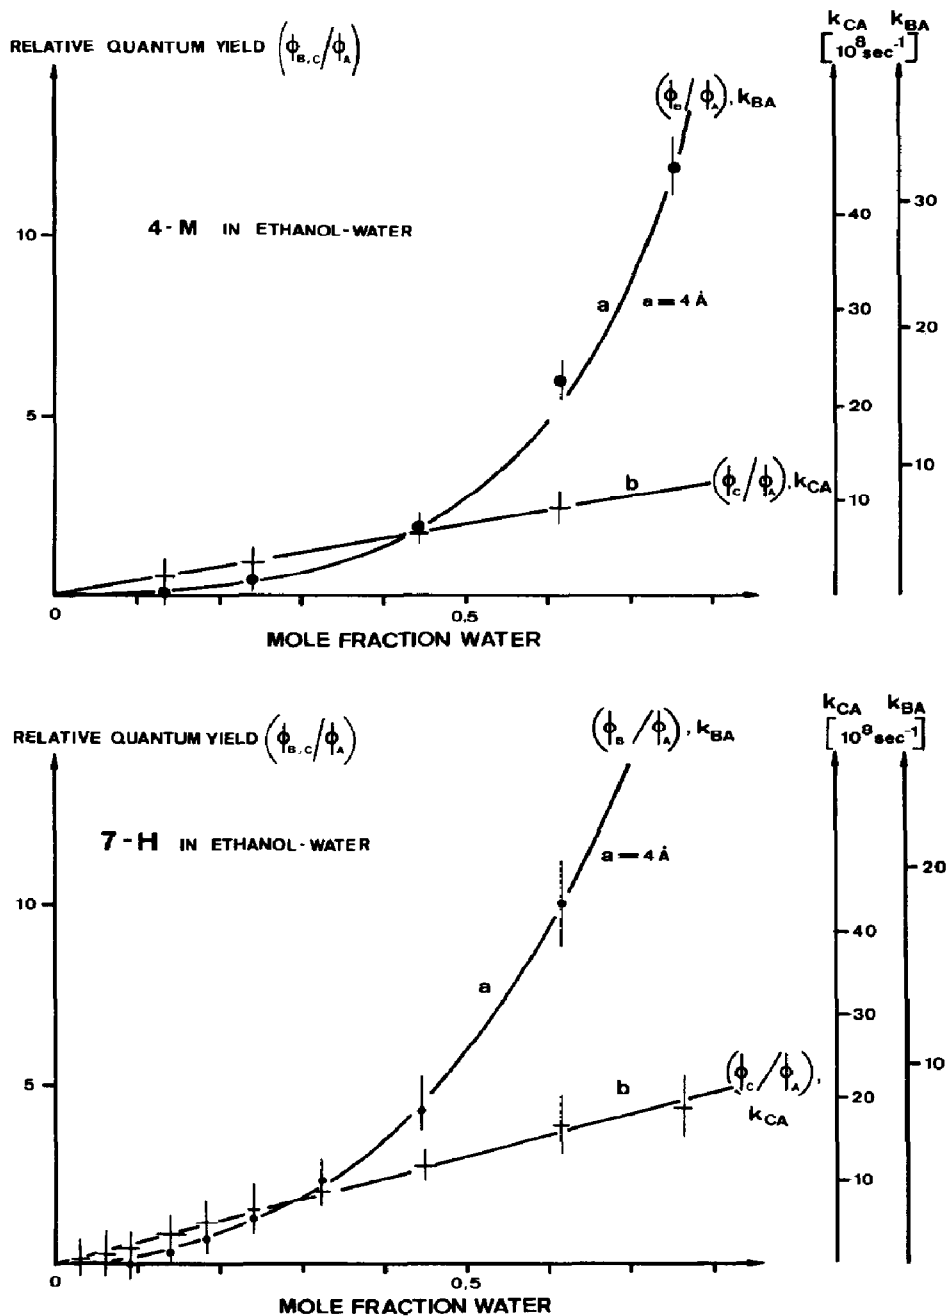 RELATIVE QUANTUM YIELD (ϕB,C/ϕA)
kCA kBA
[10⁸sec⁻¹]
(ϕB/ϕA), kBA
4-M IN ETHANOL-WATER
10
40
30
a
a = 4 Å
30
20
5
20
10
b
(ϕC/ϕA), kCA
10
0
0,5
MOLE FRACTION WATER
RELATIVE QUANTUM YIELD (ϕB,C/ϕA)
(ϕB/ϕA), kBA
kCA kBA
[10⁸sec⁻¹]
7-H IN ETHANOL-WATER
a = 4 Å
20
10
40
a
30
10
5
b
(ϕC/ϕA),
kCA
20
10
0
0,5
MOLE FRACTION WATER